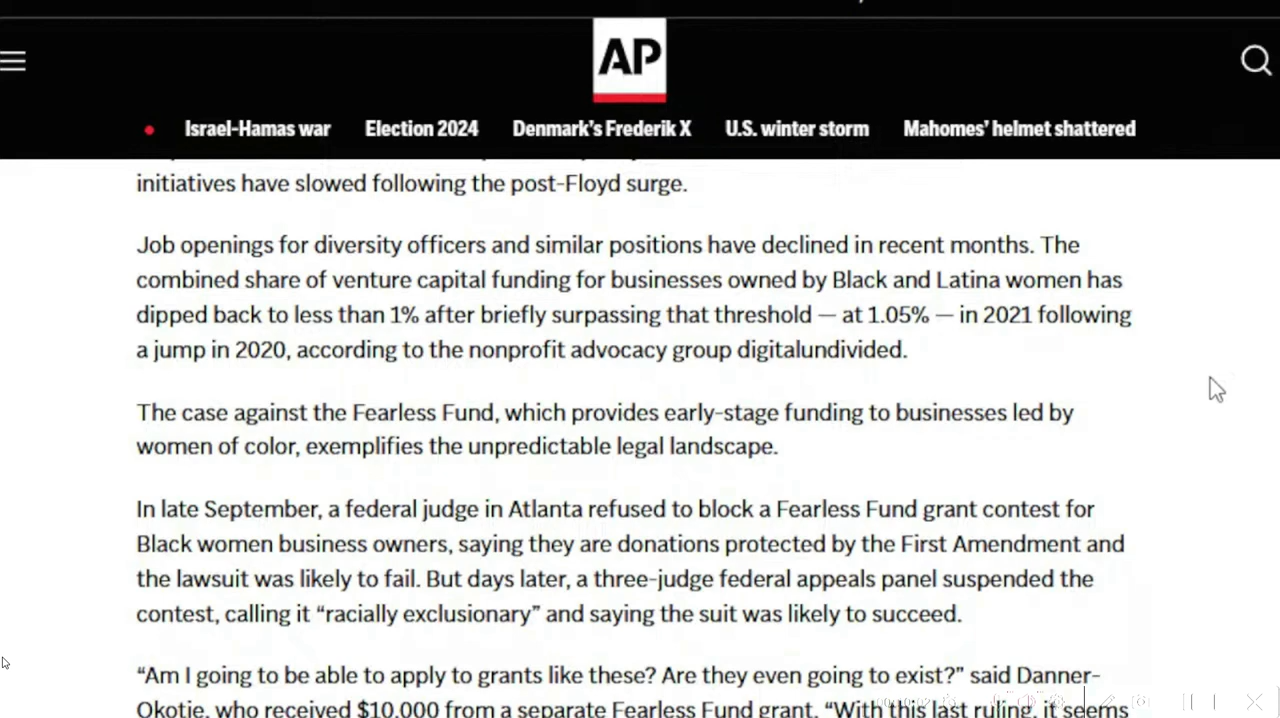 AP
Israel-Hamas war Election 2024 Denmark's Frederik X U.S. winter storm Mahomes' helmet shattered
initiatives have slowed following the post-Floyd surge.
Job openings for diversity officers and similar positions have declined in recent months. The
combined share of venture capital funding for businesses owned by Black and Latina women has
dipped back to less than 1% after briefly surpassing that threshold — at 1.05% — in 2021 following
a jump in 2020, according to the nonprofit advocacy group digitalundivided.
The case against the Fearless Fund, which provides early-stage funding to businesses led by
women of color, exemplifies the unpredictable legal landscape.
In late September, a federal judge in Atlanta refused to block a Fearless Fund grant contest for
Black women business owners, saying they are donations protected by the First Amendment and
the lawsuit was likely to fail. But days later, a three-judge federal appeals panel suspended the
contest, calling it “racially exclusionary” and saying the suit was likely to succeed.
“Am I going to be able to apply to grants like these? Are they even going to exist?” said Danner-
Okotie, who received $10,000 from a separate Fearless Fund grant. “With this last ruling, it seems